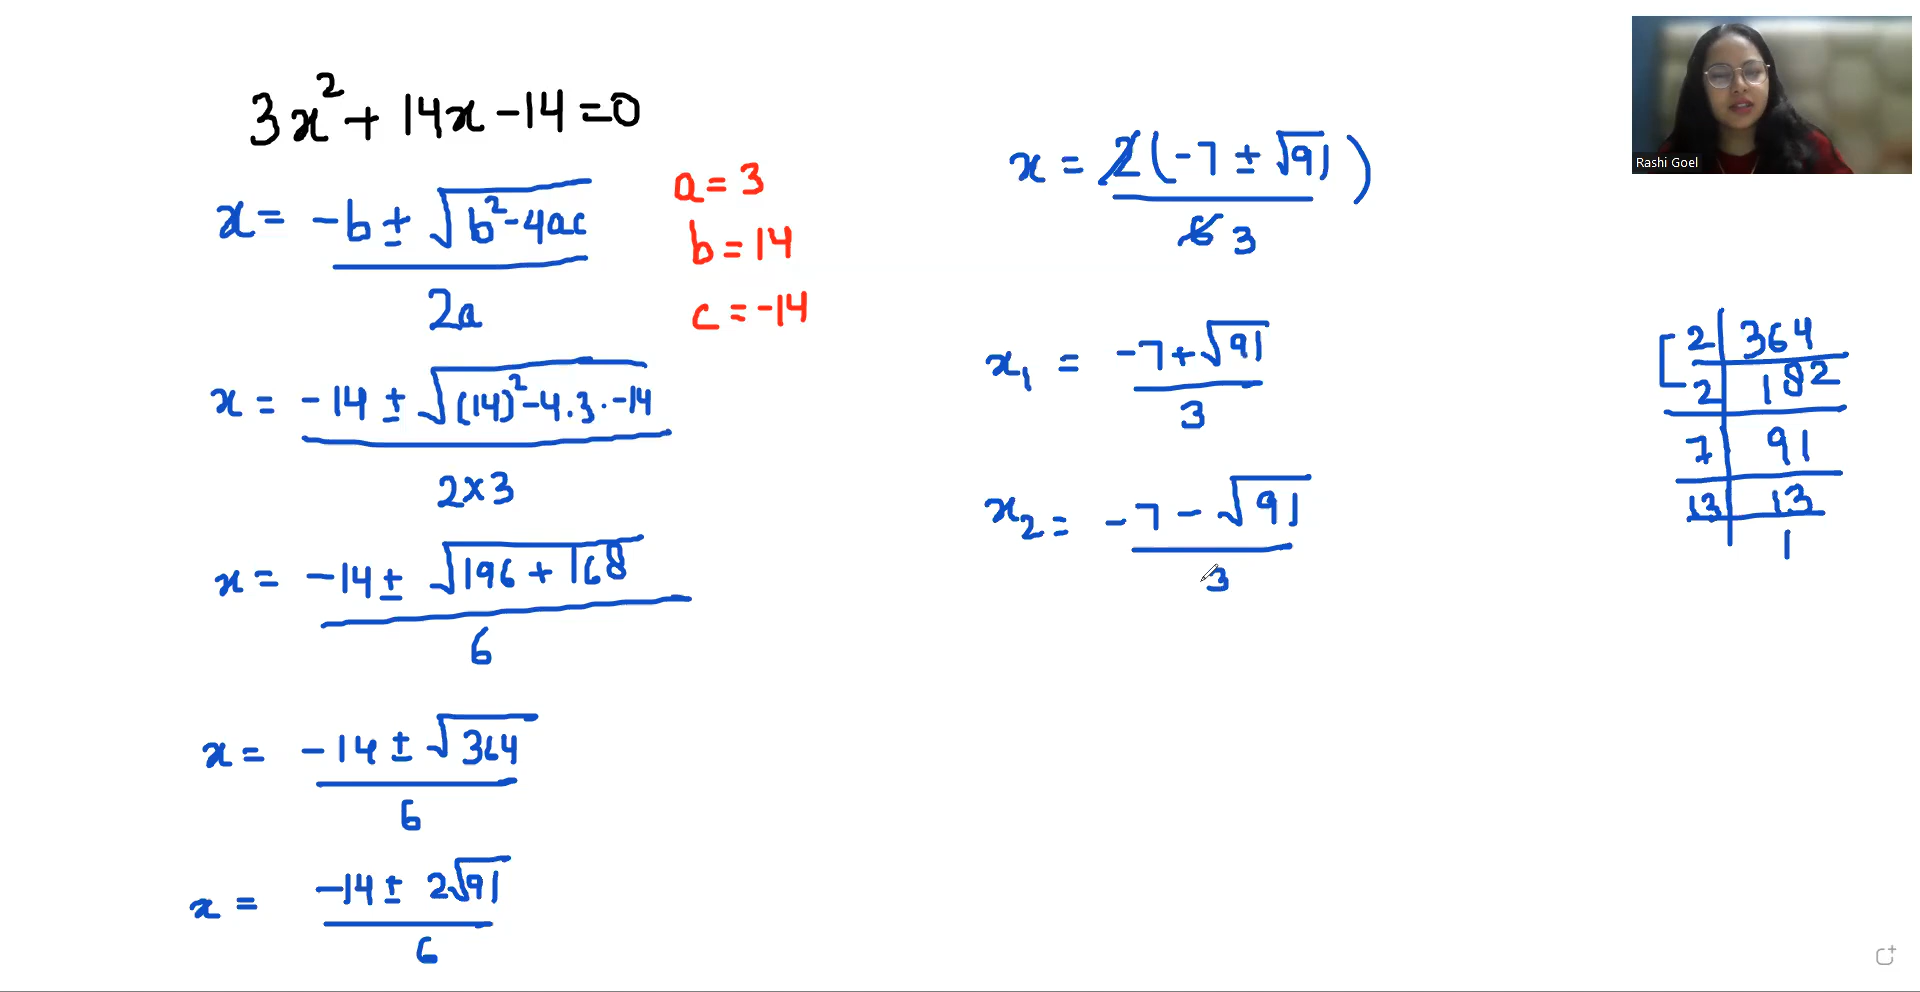 3x² + 14x - 14 = 0
x = -b ± √b² - 4ac
2a
a = 3
b = 14
c = -14
x = -14 ± √(14)² - 4.3.-14
2×3
x = -14 ± √196 + 168
6
x = -14 ± √364
6
x = -14 ± 2√91
6
x = 2(-7 ± √91)
6 3
x₁ = -7 + √91
3
x₂ = -7 - √91
3
2 364
2 182
7 91
13 13
1
Rashi Goel